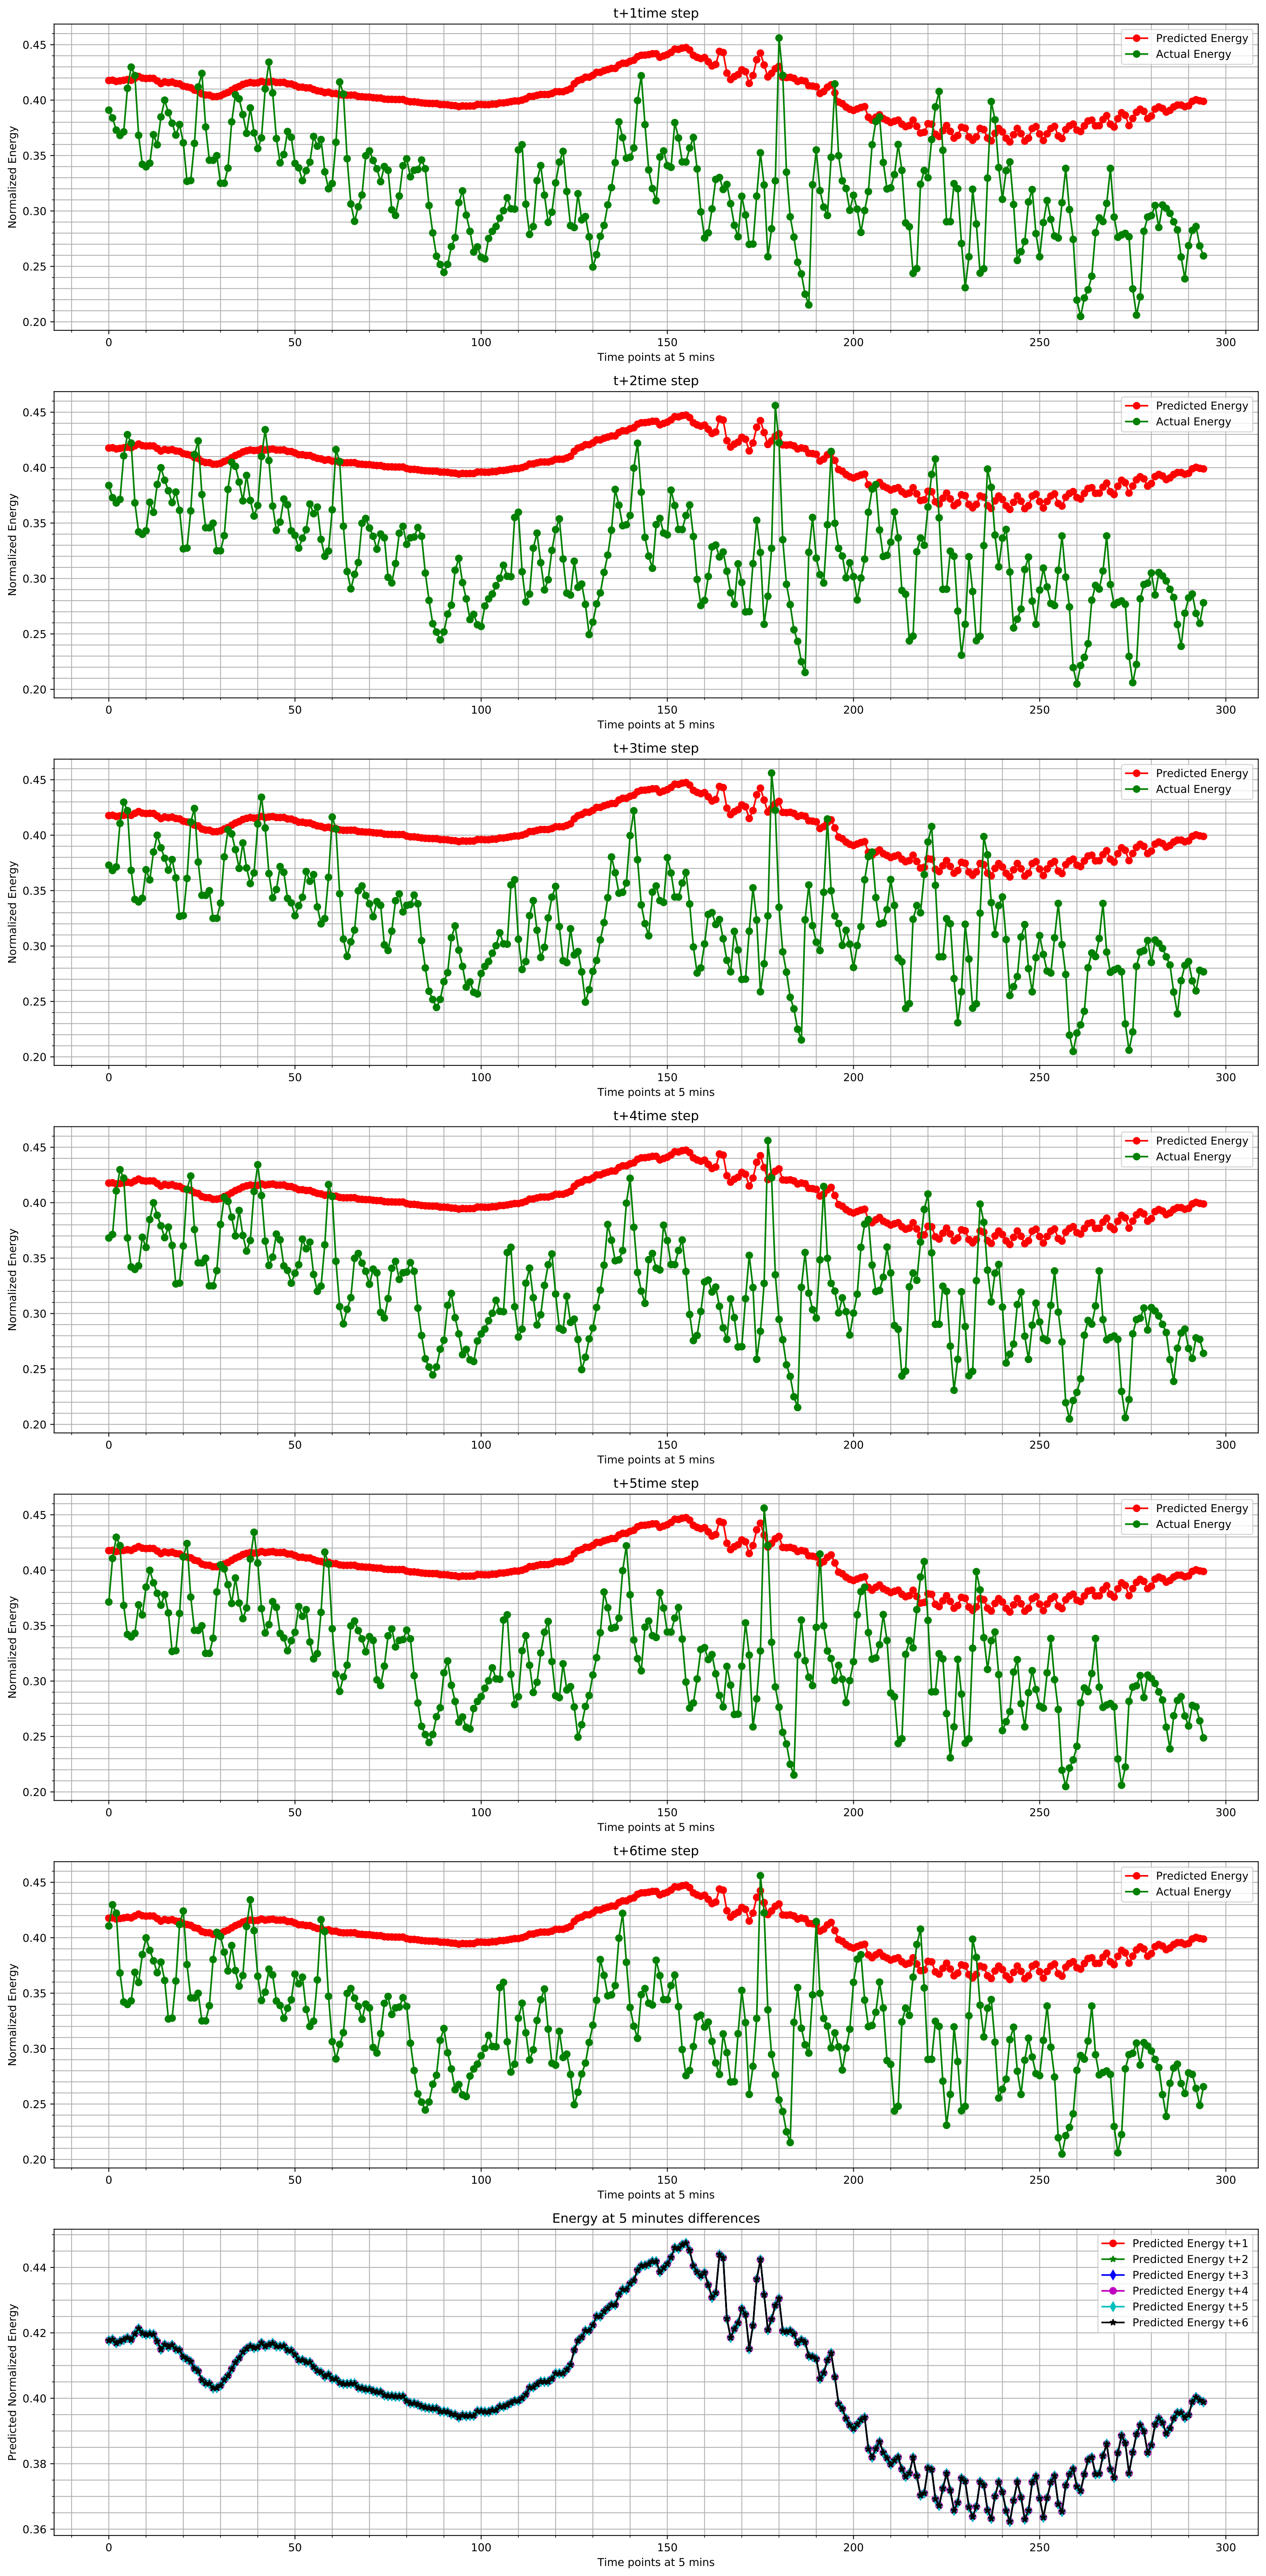 t+1time step
Normalized Energy
0.45
0.40
0.35
0.30
0.25
0.20
Predicted Energy
Actual Energy
0 50 100 150 200 250 300
Time points at 5 mins
t+2time step
Normalized Energy
0.45
0.40
0.35
0.30
0.25
0.20
Predicted Energy
Actual Energy
0 50 100 150 200 250 300
Time points at 5 mins
t+3time step
Normalized Energy
0.45
0.40
0.35
0.30
0.25
0.20
Predicted Energy
Actual Energy
0 50 100 150 200 250 300
Time points at 5 mins
t+4time step
Normalized Energy
0.45
0.40
0.35
0.30
0.25
0.20
Predicted Energy
Actual Energy
0 50 100 150 200 250 300
Time points at 5 mins
t+5time step
Normalized Energy
0.45
0.40
0.35
0.30
0.25
0.20
Predicted Energy
Actual Energy
0 50 100 150 200 250 300
Time points at 5 mins
t+6time step
Normalized Energy
0.45
0.40
0.35
0.30
0.25
0.20
Predicted Energy
Actual Energy
0 50 100 150 200 250 300
Time points at 5 mins
Energy at 5 minutes differences
Predicted Normalized Energy
0.44
0.42
0.40
0.38
0.36
Predicted Energy t+1
Predicted Energy t+2
Predicted Energy t+3
Predicted Energy t+4
Predicted Energy t+5
Predicted Energy t+6
0 50 100 150 200 250 300
Time points at 5 mins